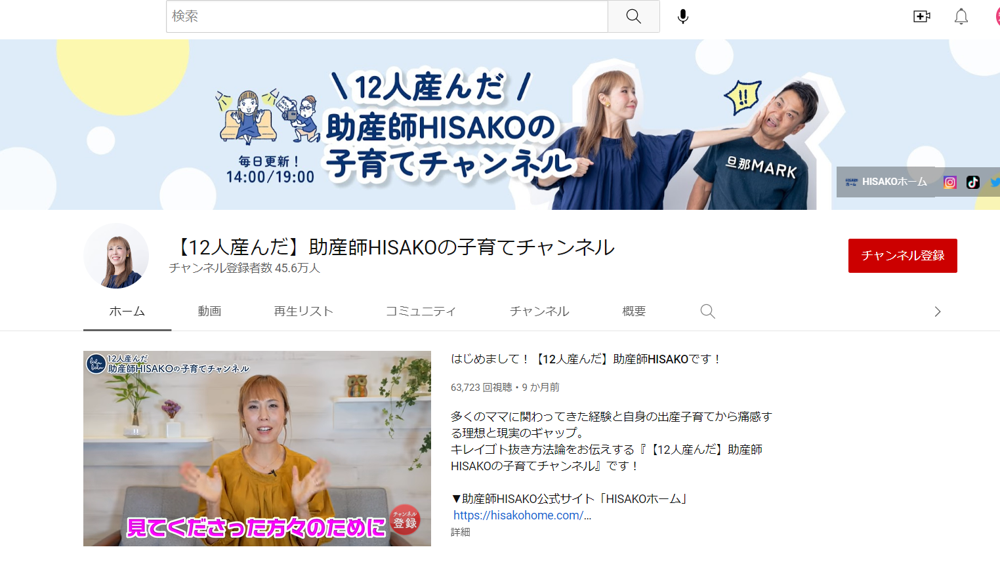 検索
\12人産んだ/
助産師HISAKOの
子育てチャンネル
毎日更新！
14:00/19:00
!!
旦那MARK
HISAKOホーム
【12人産んだ】助産師HISAKOの子育てチャンネル
チャンネル登録者数 45.6万人
チャンネル登録
ホーム
動画
再生リスト
コミュニティ
チャンネル
概要
12人産んだ
助産師HISAKOの子育てチャンネル
見てくださった方々のために
チャンネル
登録
はじめまして！【12人産んだ】助産師HISAKOです！
63,723 回視聴・9 か月前
多くのママに関わってきた経験と自身の出産子育てから痛感す
る理想と現実のギャップ。
キレイゴト抜き方法論をお伝えする『【12人産んだ】助産師
HISAKOの子育てチャンネル』です！
▼助産師HISAKO公式サイト「HISAKOホーム」
https://hisakohome.com/…
詳細